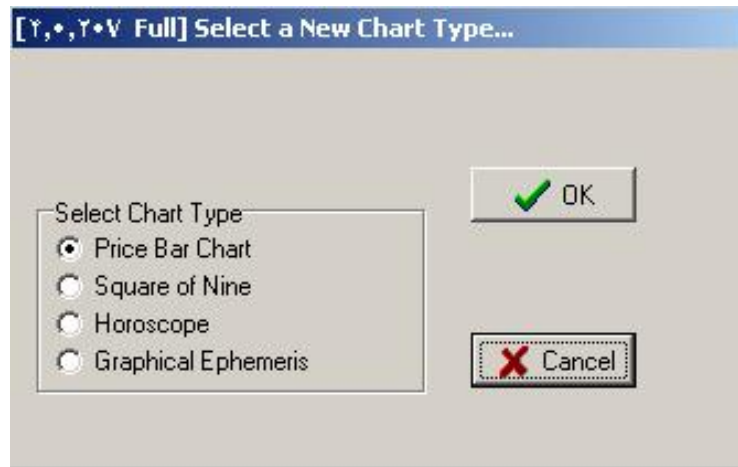 [۲,۰,۲۰۷ Full] Select a New Chart Type...
OK
Select Chart Type
Price Bar Chart
Square of Nine
Horoscope
Graphical Ephemeris
Cancel